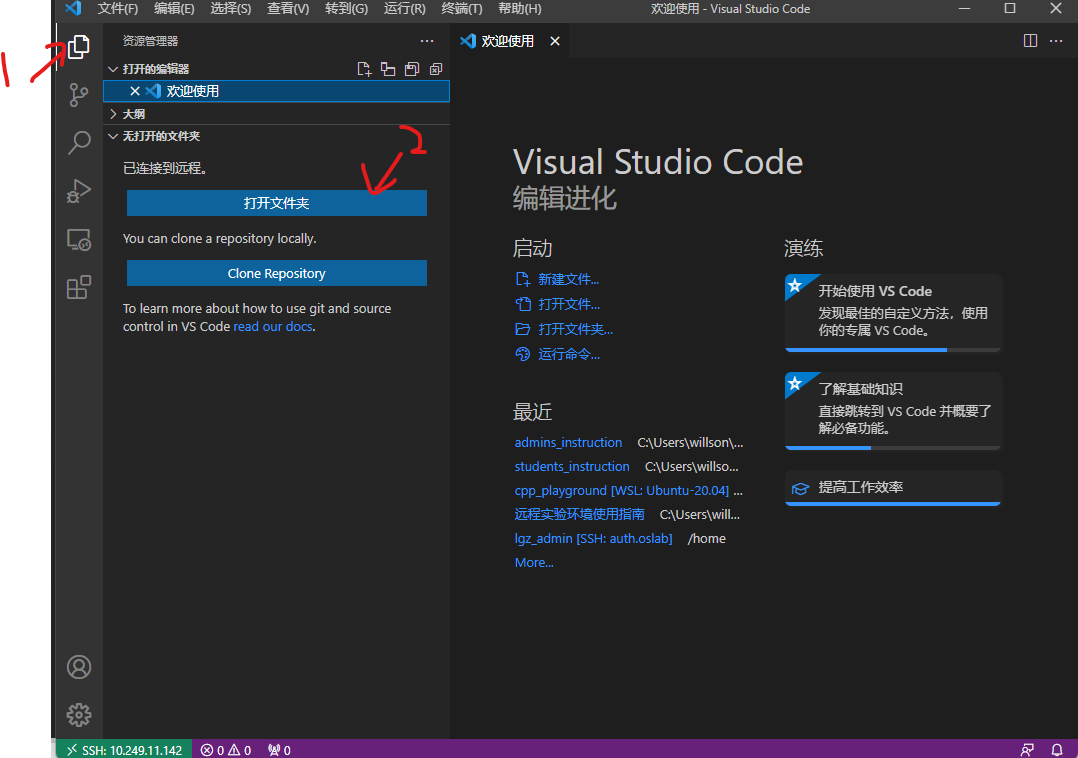 文件(F) 编辑(E) 选择(S) 查看(V) 转到(G) 运行(R) 终端(T) 帮助(H) 欢迎使用 - Visual Studio Code
1
资源管理器
欢迎使用
打开的编辑器
欢迎使用
大纲
无打开的文件夹
2
已连接到远程。
打开文件夹
You can clone a repository locally.
Clone Repository
To learn more about how to use git and source
control in VS Code read our docs.
Visual Studio Code
编辑进化
启动
新建文件...
打开文件...
打开文件夹...
运行命令...
最近
admins_instruction C:\Users\willson\...
students_instruction C:\Users\willso...
cpp_playground [WSL: Ubuntu-20.04] ...
远程实验环境使用指南 C:\Users\will...
lgz_admin [SSH: auth.oslab] /home
More...
演练
开始使用 VS Code
发现最佳的自定义方法，使用
你的专属 VS Code。
了解基础知识
直接跳转到 VS Code 并概要了
解必备功能。
提高工作效率
SSH: 10.249.11.142 0 0 0